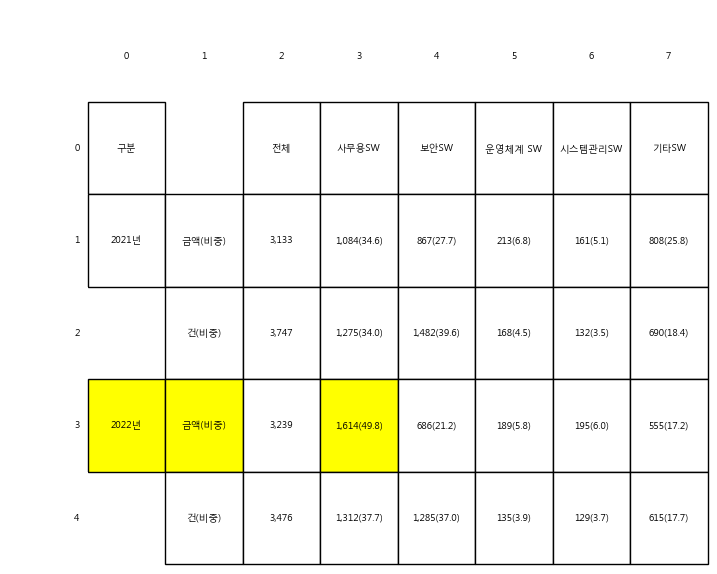 0 1 2 3 4 5 6 7
0 구분 전체 사무용SW 보안SW 운영체계 SW 시스템관리SW 기타SW
1 2021년 금액(비중) 3,133 1,084(34.6) 867(27.7) 213(6.8) 161(5.1) 808(25.8)
2 건(비중) 3,747 1,275(34.0) 1,482(39.6) 168(4.5) 132(3.5) 690(18.4)
3 2022년 금액(비중) 3,239 1,614(49.8) 686(21.2) 189(5.8) 195(6.0) 555(17.2)
4 건(비중) 3,476 1,312(37.7) 1,285(37.0) 135(3.9) 129(3.7) 615(17.7)